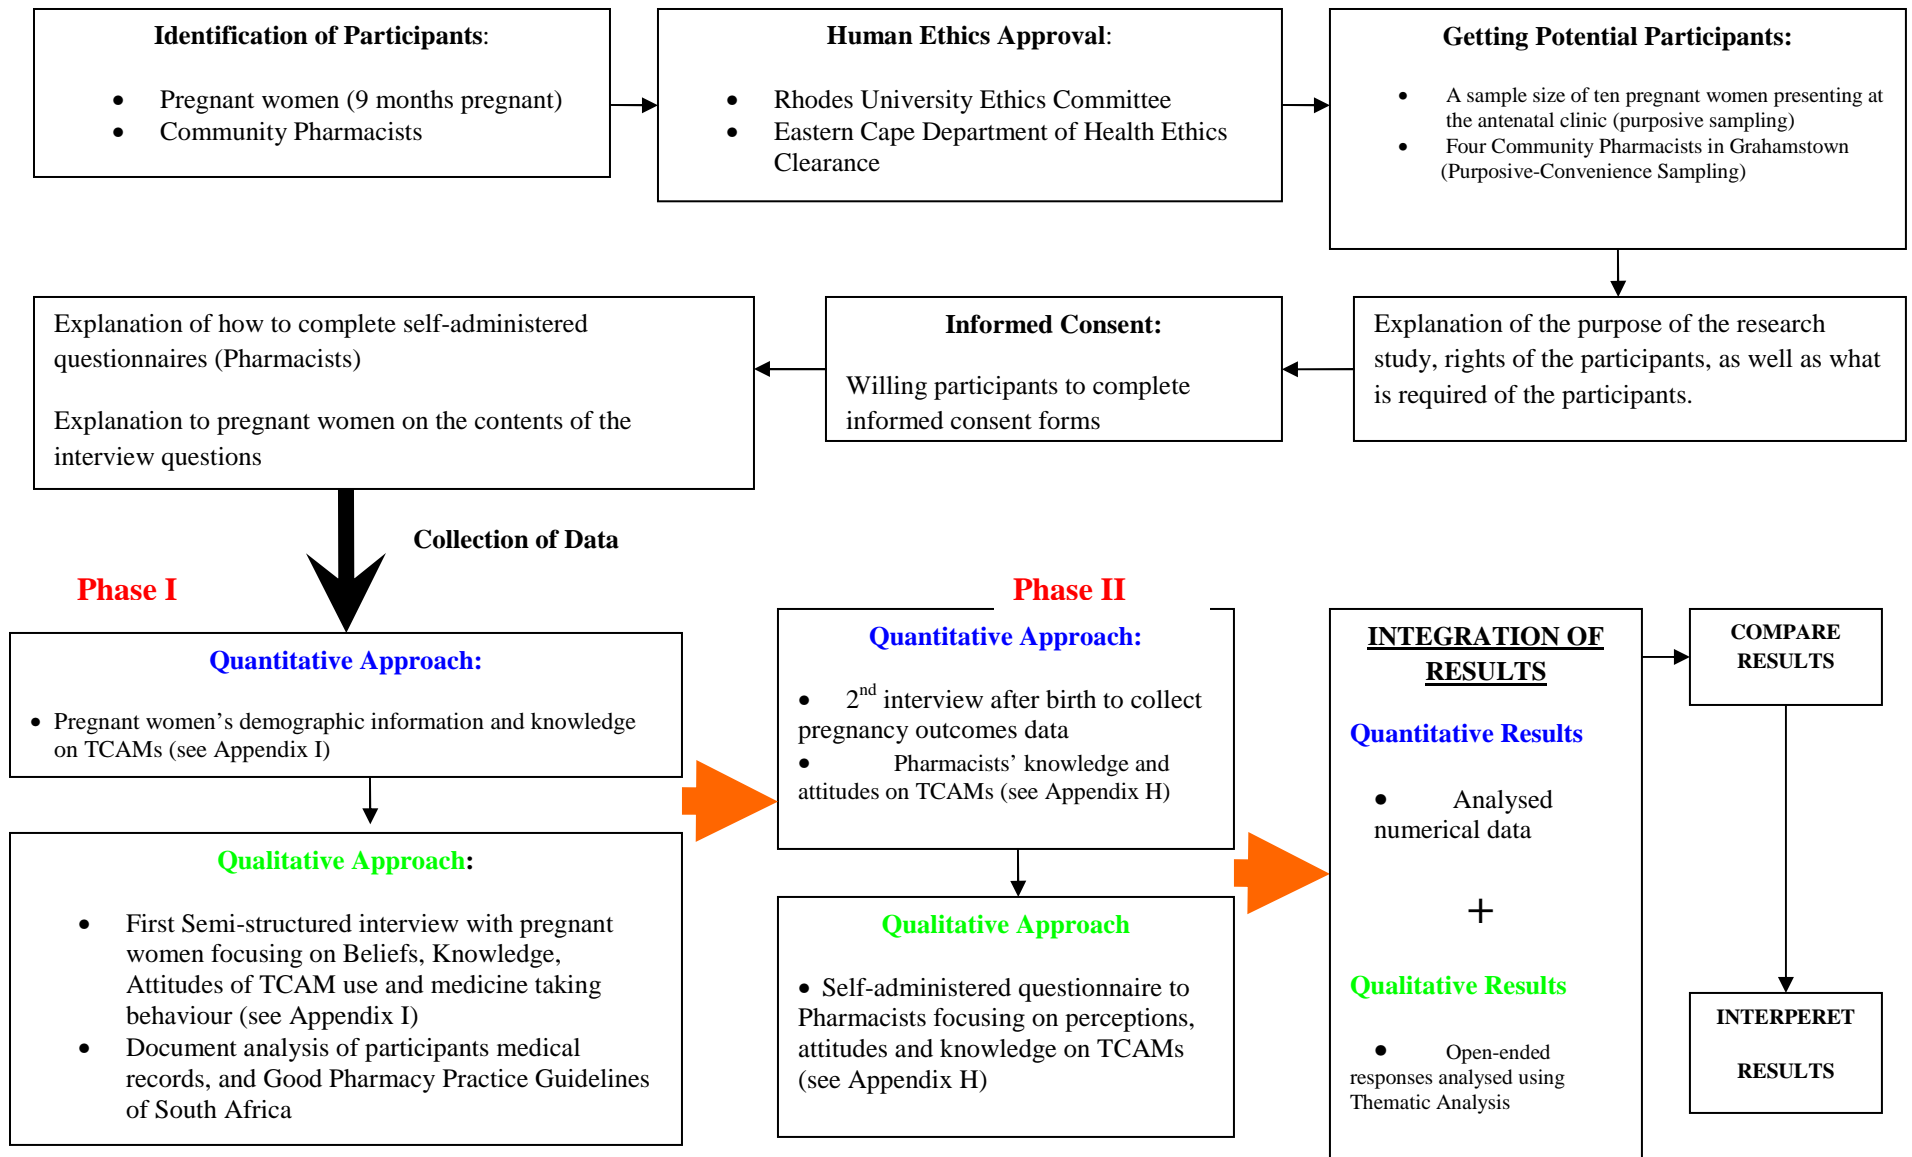 Identification of Participants:
• Pregnant women (9 months pregnant)
• Community Pharmacists
Human Ethics Approval:
• Rhodes University Ethics Committee
• Eastern Cape Department of Health Ethics
Clearance
Getting Potential Participants:
• A sample size of ten pregnant women presenting at
the antenatal clinic (purposive sampling)
• Four Community Pharmacists in Grahamstown
(Purposive-Convenience Sampling)
Explanation of the purpose of the research
study, rights of the participants, as well as what
is required of the participants.
Informed Consent:
Willing participants to complete
informed consent forms
Explanation of how to complete self-administered
questionnaires (Pharmacists)
Explanation to pregnant women on the contents of the
interview questions
Collection of Data
Phase I
Quantitative Approach:
• Pregnant women’s demographic information and knowledge
on TCAMs (see Appendix I)
Qualitative Approach:
• First Semi-structured interview with pregnant
women focusing on Beliefs, Knowledge,
Attitudes of TCAM use and medicine taking
behaviour (see Appendix I)
• Document analysis of participants medical
records, and Good Pharmacy Practice Guidelines
of South Africa
Phase II
Quantitative Approach:
• 2nd interview after birth to collect
pregnancy outcomes data
• Pharmacists’ knowledge and
attitudes on TCAMs (see Appendix H)
Qualitative Approach
• Self-administered questionnaire to
Pharmacists focusing on perceptions,
attitudes and knowledge on TCAMs
(see Appendix H)
INTEGRATION OF
RESULTS
Quantitative Results
• Analysed
numerical data
+
Qualitative Results
• Open-ended
responses analysed using
Thematic Analysis
COMPARE
RESULTS
INTERPERET
RESULTS